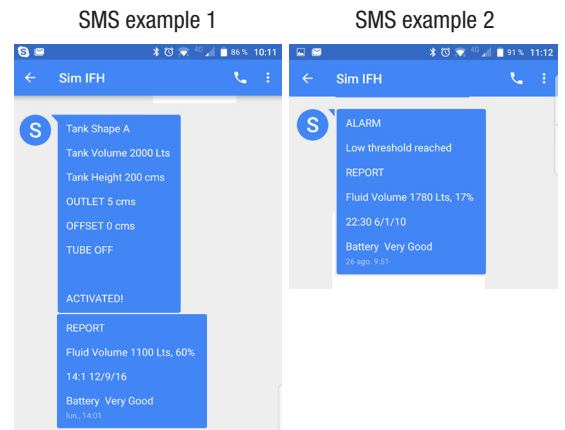 SMS example 1
SMS example 2
S
4G
86 %
10:11
Sim IFH
S
Tank Shape A
Tank Volume 2000 Lts
Tank Height 200 cms
OUTLET 5 cms
OFFSET 0 cms
TUBE OFF
ACTIVATED!
REPORT
Fluid Volume 1100 Lts, 60%
14:1 12/9/16
Battery  Very Good
lun., 14:01
4G
91 %
11:12
Sim IFH
S
ALARM
Low threshold reached
REPORT
Fluid Volume 1780 Lts, 17%
22:30 6/1/10
Battery  Very Good
26 ago. 9:51